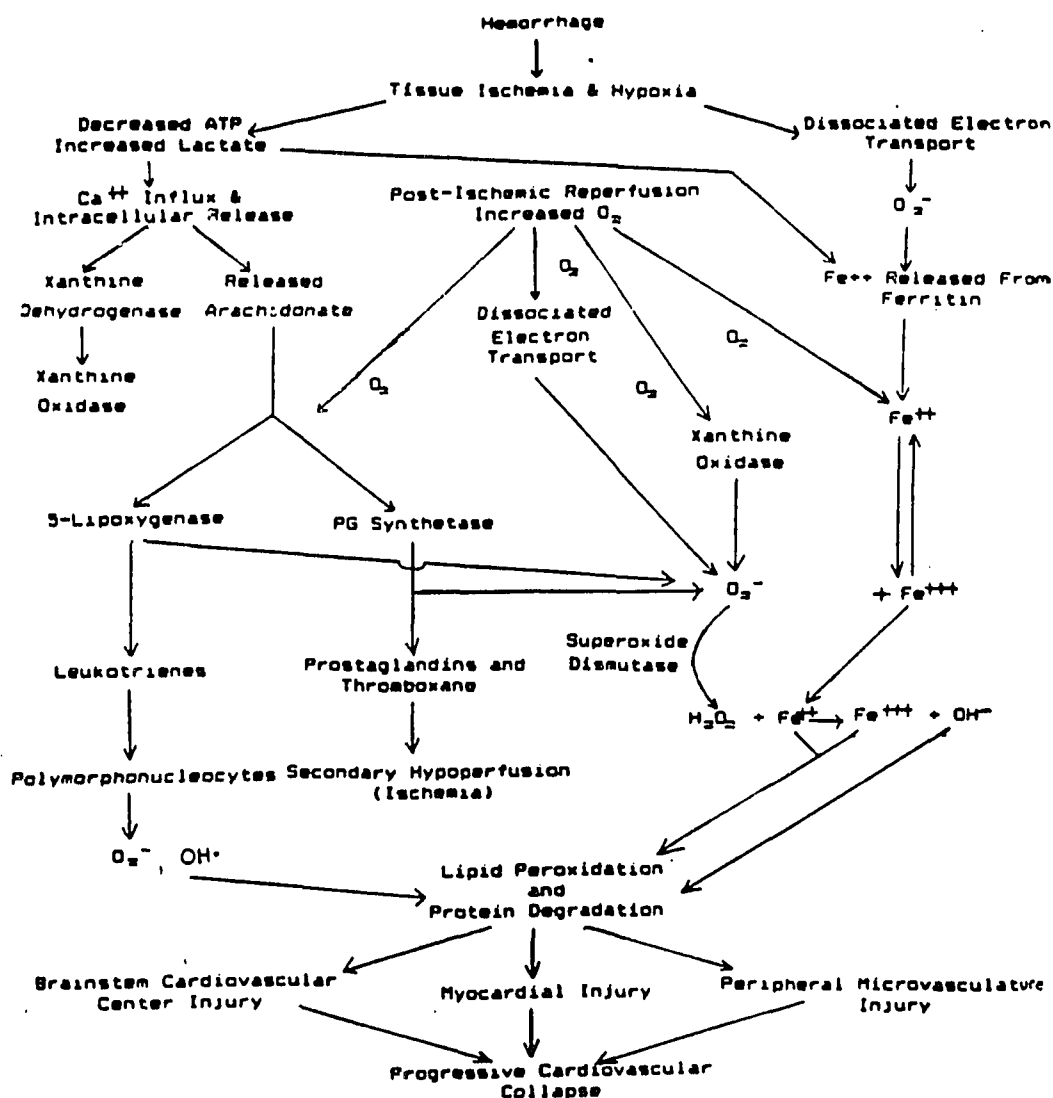 Hemorrhage
Tissue Ischemia & Hypoxia
Decreased ATP
Increased Lactate
Dissociated Electron
Transport
Ca++ Influx &
Intracellular Release
Post-Ischemic Reperfusion
Increased O₂
O₂⁻
Xanthine
Dehydrogenase
Released
Arachidonate
O₂
Dissociated
Electron
Transport
Fe++ Released From
Ferritin
O₂
Xanthine
Oxidase
O₂
O₂
Fe++
Xanthine
Oxidase
5-Lipoxygenase
PG Synthetase
O₂⁻
+ Fe+++
Superoxide
Dismutase
Leukotrienes
Prostaglandins and
Thromboxane
H₂O₂ + Fe++ → Fe+++ + OH⁻
Polymorphonucleocytes
Secondary Hypoperfusion
(Ischemia)
O₂⁻, OH•
Lipid Peroxidation
and
Protein Degradation
Brainstem Cardiovascular
Center Injury
Myocardial Injury
Peripheral Microvasculature
Injury
Progressive Cardiovascular
Collapse